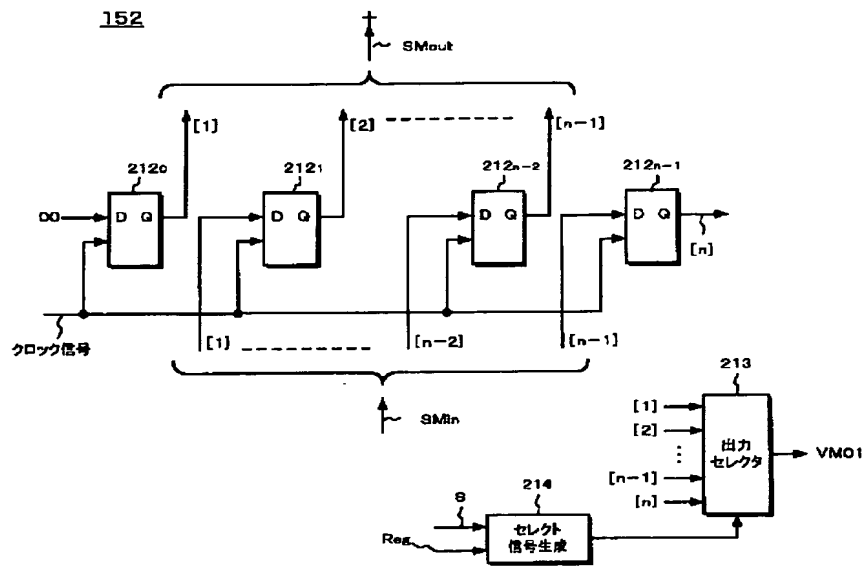 152
SMout
[1]
[2]
[n-1]
212₀
212₁
212n-2
212n-1
DO
D Q
D Q
D Q
D Q
[n]
クロック信号
[1]
[n-2]
[n-1]
SMin
213
[1]
[2]
⋮
[n-1]
[n]
出力
セレクタ
VMO1
214
S
Reg
セレクト
信号生成